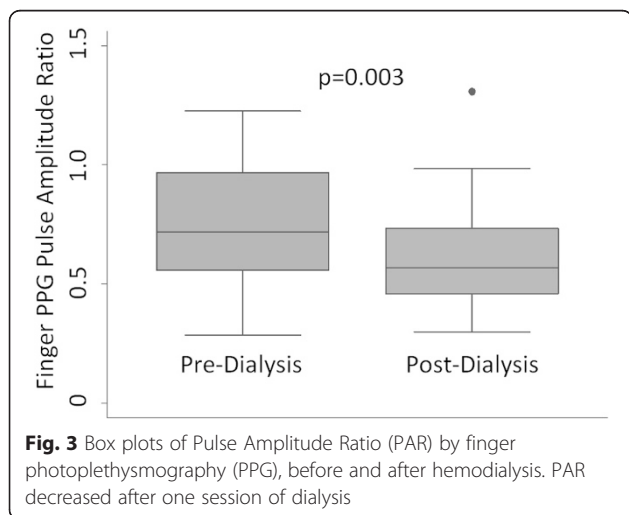 Finger PPG Pulse Amplitude Ratio
1.5
1.0
0.5
0
p=0.003
Pre-Dialysis
Post-Dialysis
Fig. 3 Box plots of Pulse Amplitude Ratio (PAR) by finger
photoplethysmography (PPG), before and after hemodialysis. PAR
decreased after one session of dialysis